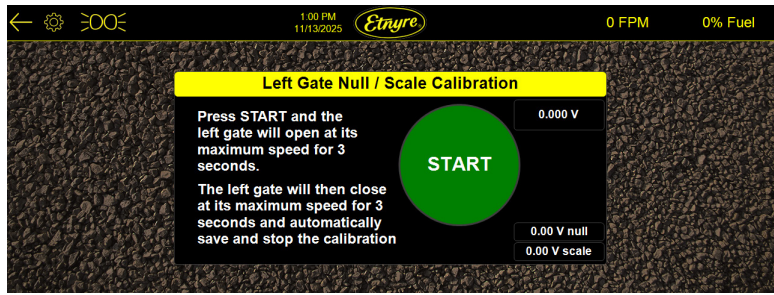 1:00 PM
11/13/2025
Etnyre
0 FPM
0% Fuel
Left Gate Null / Scale Calibration
Press START and the
left gate will open at its
maximum speed for 3
seconds.
The left gate will then close
at its maximum speed for 3
seconds and automatically
save and stop the calibration
START
0.000 V
0.00 V null
0.00 V scale